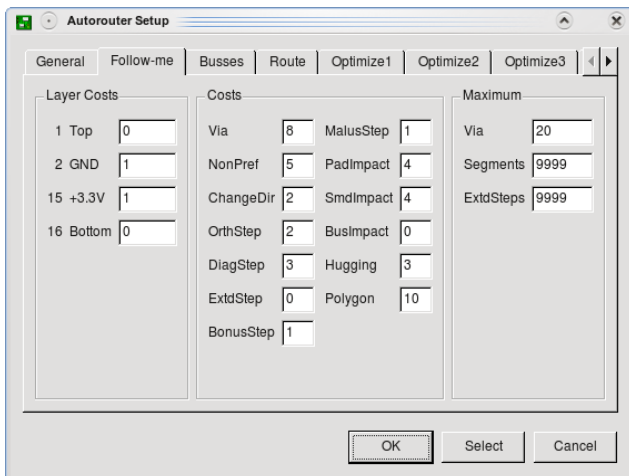 Autorouter Setup
General Follow-me Busses Route Optimize1 Optimize2 Optimize3
Layer Costs Costs Maximum
1 Top 0 Via 8 MalusStep 1 Via 20
2 GND 1 NonPref 5 PadImpact 4 Segments 9999
15 +3.3V 1 ChangeDir 2 SmdImpact 4 ExtdSteps 9999
16 Bottom 0 OrthStep 2 BusImpact 0
DiagStep 3 Hugging 3
ExtdStep 0 Polygon 10
BonusStep 1
OK Select Cancel